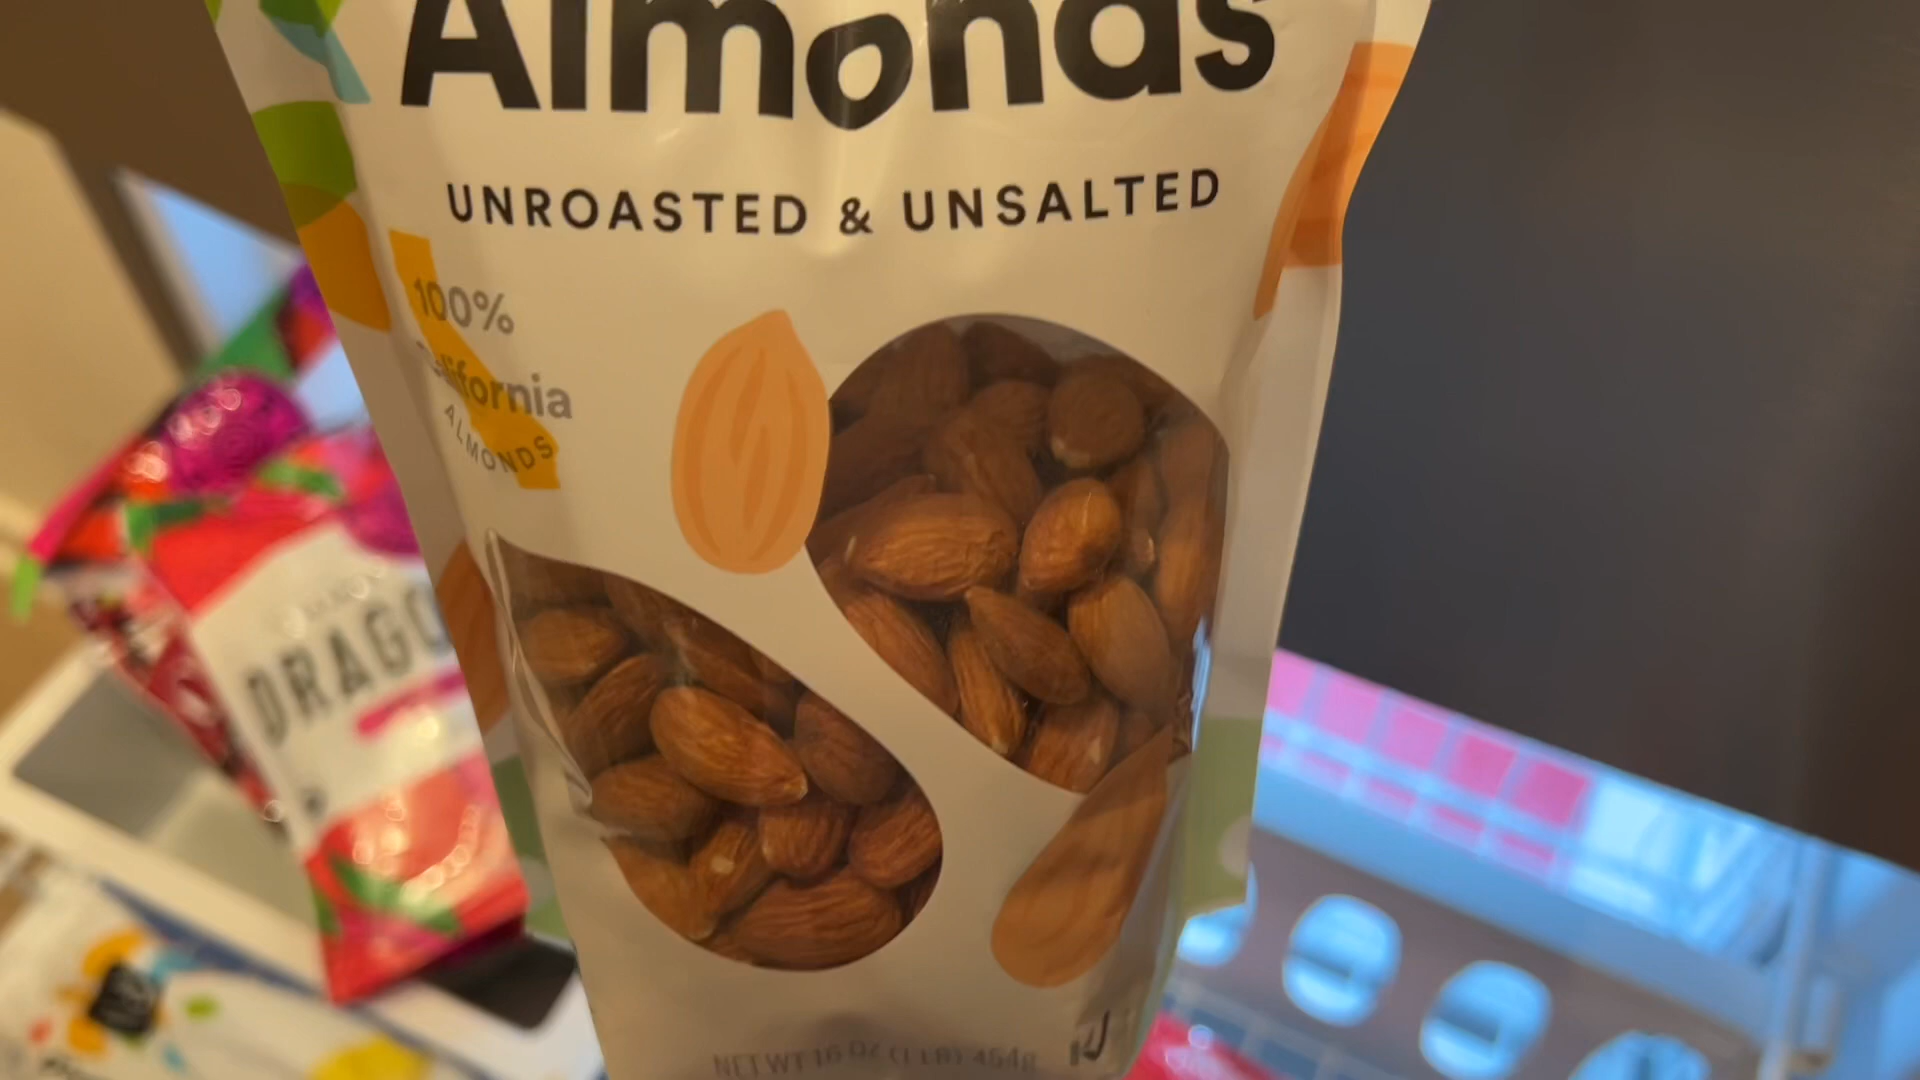 Almonds
UNROASTED & UNSALTED
100%
California
ALMONDS
DRAGO
NET WT 16 OZ (1 LB) 454g